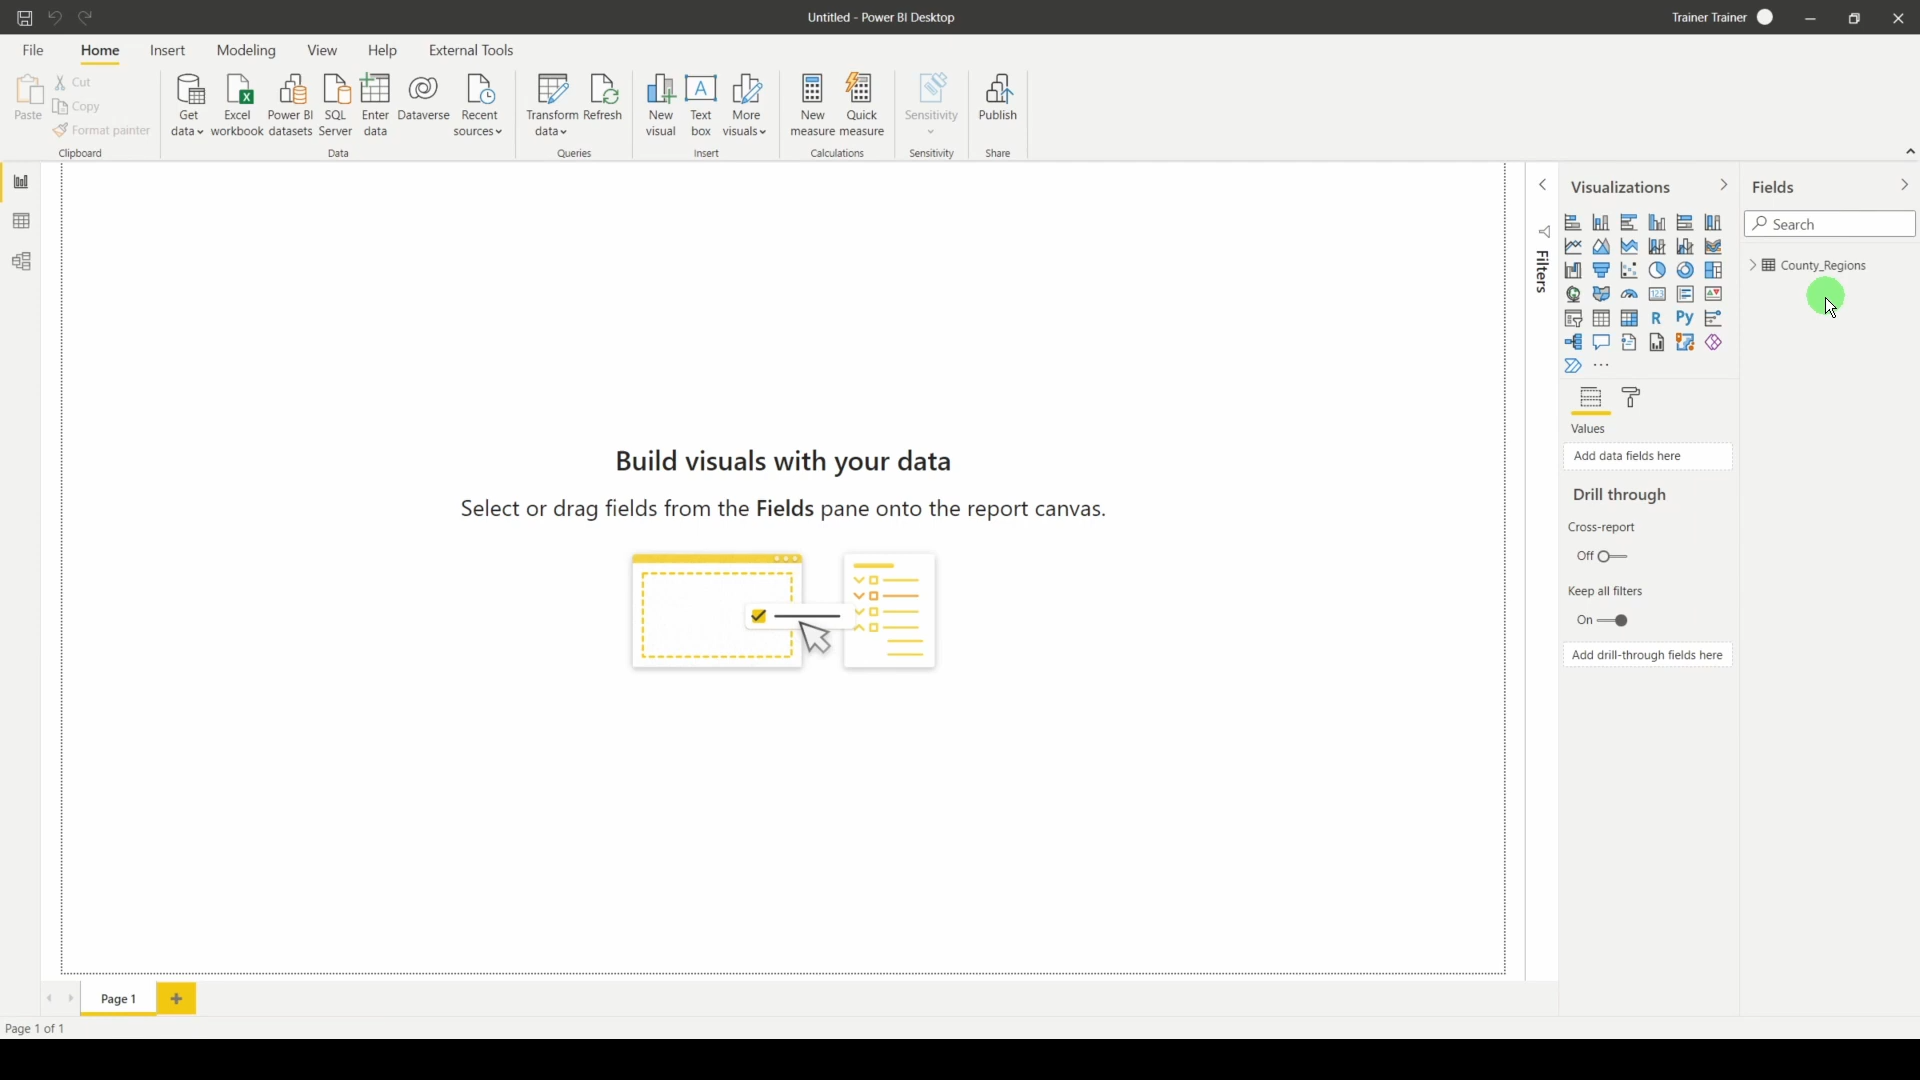 Untitled - Power BI Desktop
Trainer Trainer
File Home Insert Modeling View Help External Tools
Paste
Cut
Copy
Format painter
Clipboard
Get data
Excel workbook
Power BI datasets
SQL Server
Enter data
Dataverse
Recent sources
Data
Transform data
Refresh
Queries
New visual
Text box
More visuals
Insert
New measure
Quick measure
Calculations
Sensitivity
Sensitivity
Publish
Share
Build visuals with your data
Select or drag fields from the Fields pane onto the report canvas.
Filters
Visualizations
123
R
Py
Values
Add data fields here
Drill through
Cross-report
Off
Keep all filters
On
Add drill-through fields here
Fields
Search
County_Regions
Page 1
Page 1 of 1